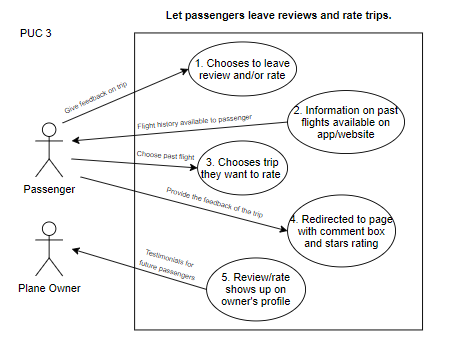 Let passengers leave reviews and rate trips.
PUC 3
1. Chooses to leave
review and/or rate
Give feedback on trip
2. Information on past
flights available on
app/website
Flight history available to passenger
Choose past flight
3. Chooses trip
they want to rate
Passenger
Provide the feedback of the trip
4. Redirected to page
with comment box
and stars rating
Testimonials for
future passengers
Plane Owner
5. Review/rate
shows up on
owner's profile